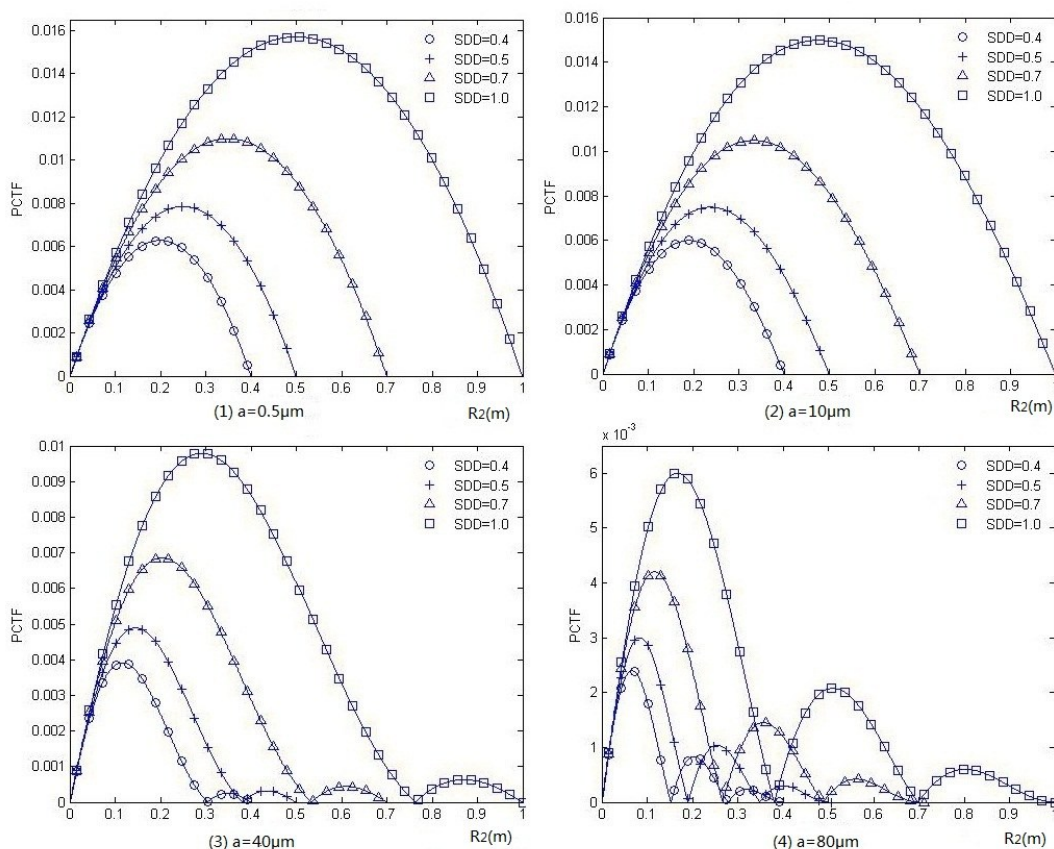 0.016
0.014
0.012
0.01
0.008
0.006
0.004
0.002
0
PCTF
SDD=0.4
SDD=0.5
SDD=0.7
SDD=1.0
0 0.1 0.2 0.3 0.4 0.5 0.6 0.7 0.8 0.9 1
R2(m)
(1) a=0.5μm
0.016
0.014
0.012
0.01
0.008
0.006
0.004
0.002
0
PCTF
SDD=0.4
SDD=0.5
SDD=0.7
SDD=1.0
0 0.1 0.2 0.3 0.4 0.5 0.6 0.7 0.8 0.9 1
R2(m)
(2) a=10μm
0.01
0.009
0.008
0.007
0.006
0.005
0.004
0.003
0.002
0.001
0
PCTF
SDD=0.4
SDD=0.5
SDD=0.7
SDD=1.0
0 0.1 0.2 0.3 0.4 0.5 0.6 0.7 0.8 0.9 1
R2(m)
(3) a=40μm
x 10⁻³
6
5
4
3
2
1
0
PCTF
SDD=0.4
SDD=0.5
SDD=0.7
SDD=1.0
0 0.1 0.2 0.3 0.4 0.5 0.6 0.7 0.8 0.9 1
R2(m)
(4) a=80μm